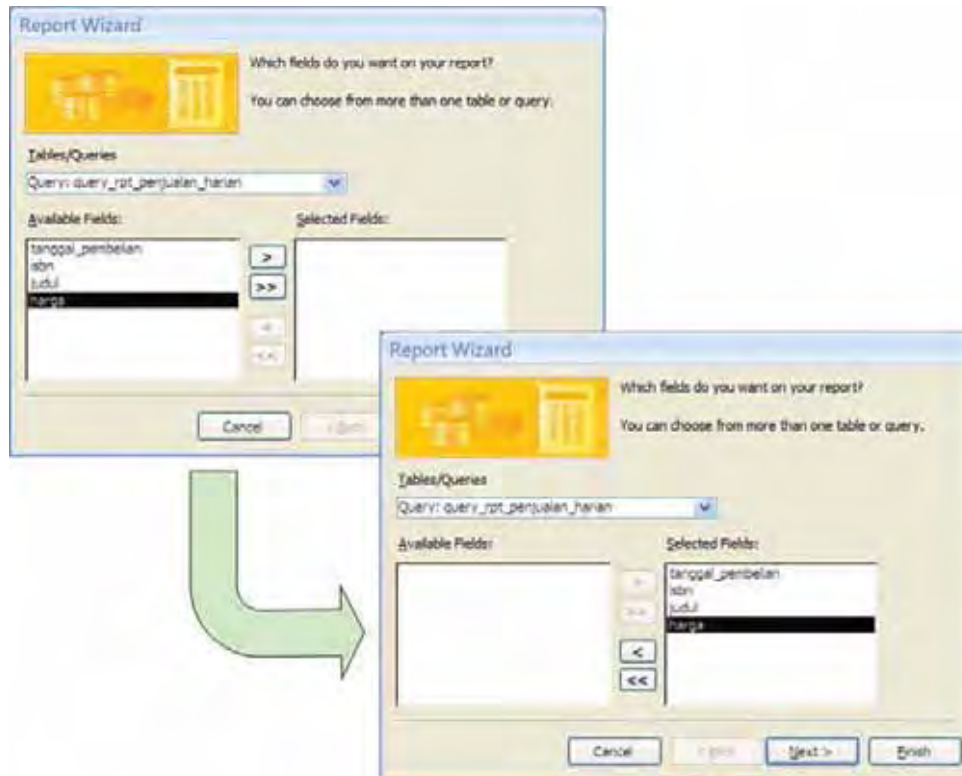 Report Wizard
Which fields do you want on your report?
You can choose from more than one table or query.
Tables/Queries
Query: query_rpt_penjualan_harian
Available Fields:
Selected Fields:
tanggal_pembelian
isbn
judul
harga
>
>>
<
<<
Cancel
< Back
Report Wizard
Which fields do you want on your report?
You can choose from more than one table or query.
Tables/Queries
Query: query_rpt_penjualan_harian
Available Fields:
Selected Fields:
tanggal_pembelian
isbn
judul
harga
>
>>
<
<<
Cancel
< Back
Next >
Finish